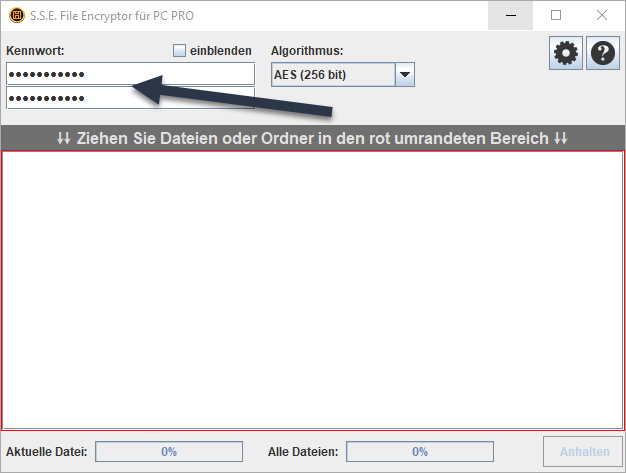 S.S.E. File Encryptor für PC PRO
Kennwort:
einblenden
Algorithmus:
●●●●●●●●●●●
AES (256 bit)
●●●●●●●●●●●
↓↓ Ziehen Sie Dateien oder Ordner in den rot umrandeten Bereich ↓↓
Aktuelle Datei:
0%
Alle Dateien:
0%
Anhalten